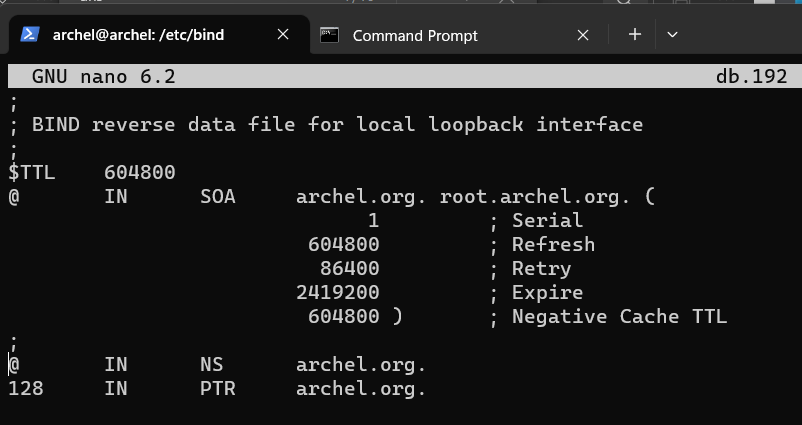 archel@archel: /etc/bind
Command Prompt
GNU nano 6.2 db.192
;
; BIND reverse data file for local loopback interface
;
$TTL 604800
@ IN SOA archel.org. root.archel.org. (
1 ; Serial
604800 ; Refresh
86400 ; Retry
2419200 ; Expire
604800 ) ; Negative Cache TTL
;
@ IN NS archel.org.
128 IN PTR archel.org.